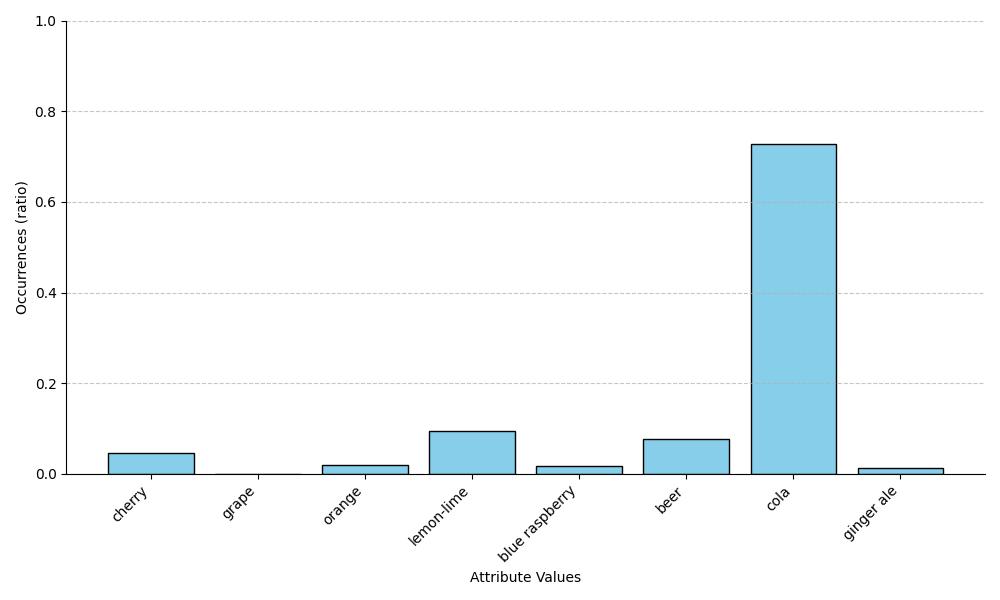 1.0
0.8
0.6
0.4
0.2
0.0
Occurrences (ratio)
cherry
grape
orange
lemon-lime
blue raspberry
beer
cola
ginger ale
Attribute Values